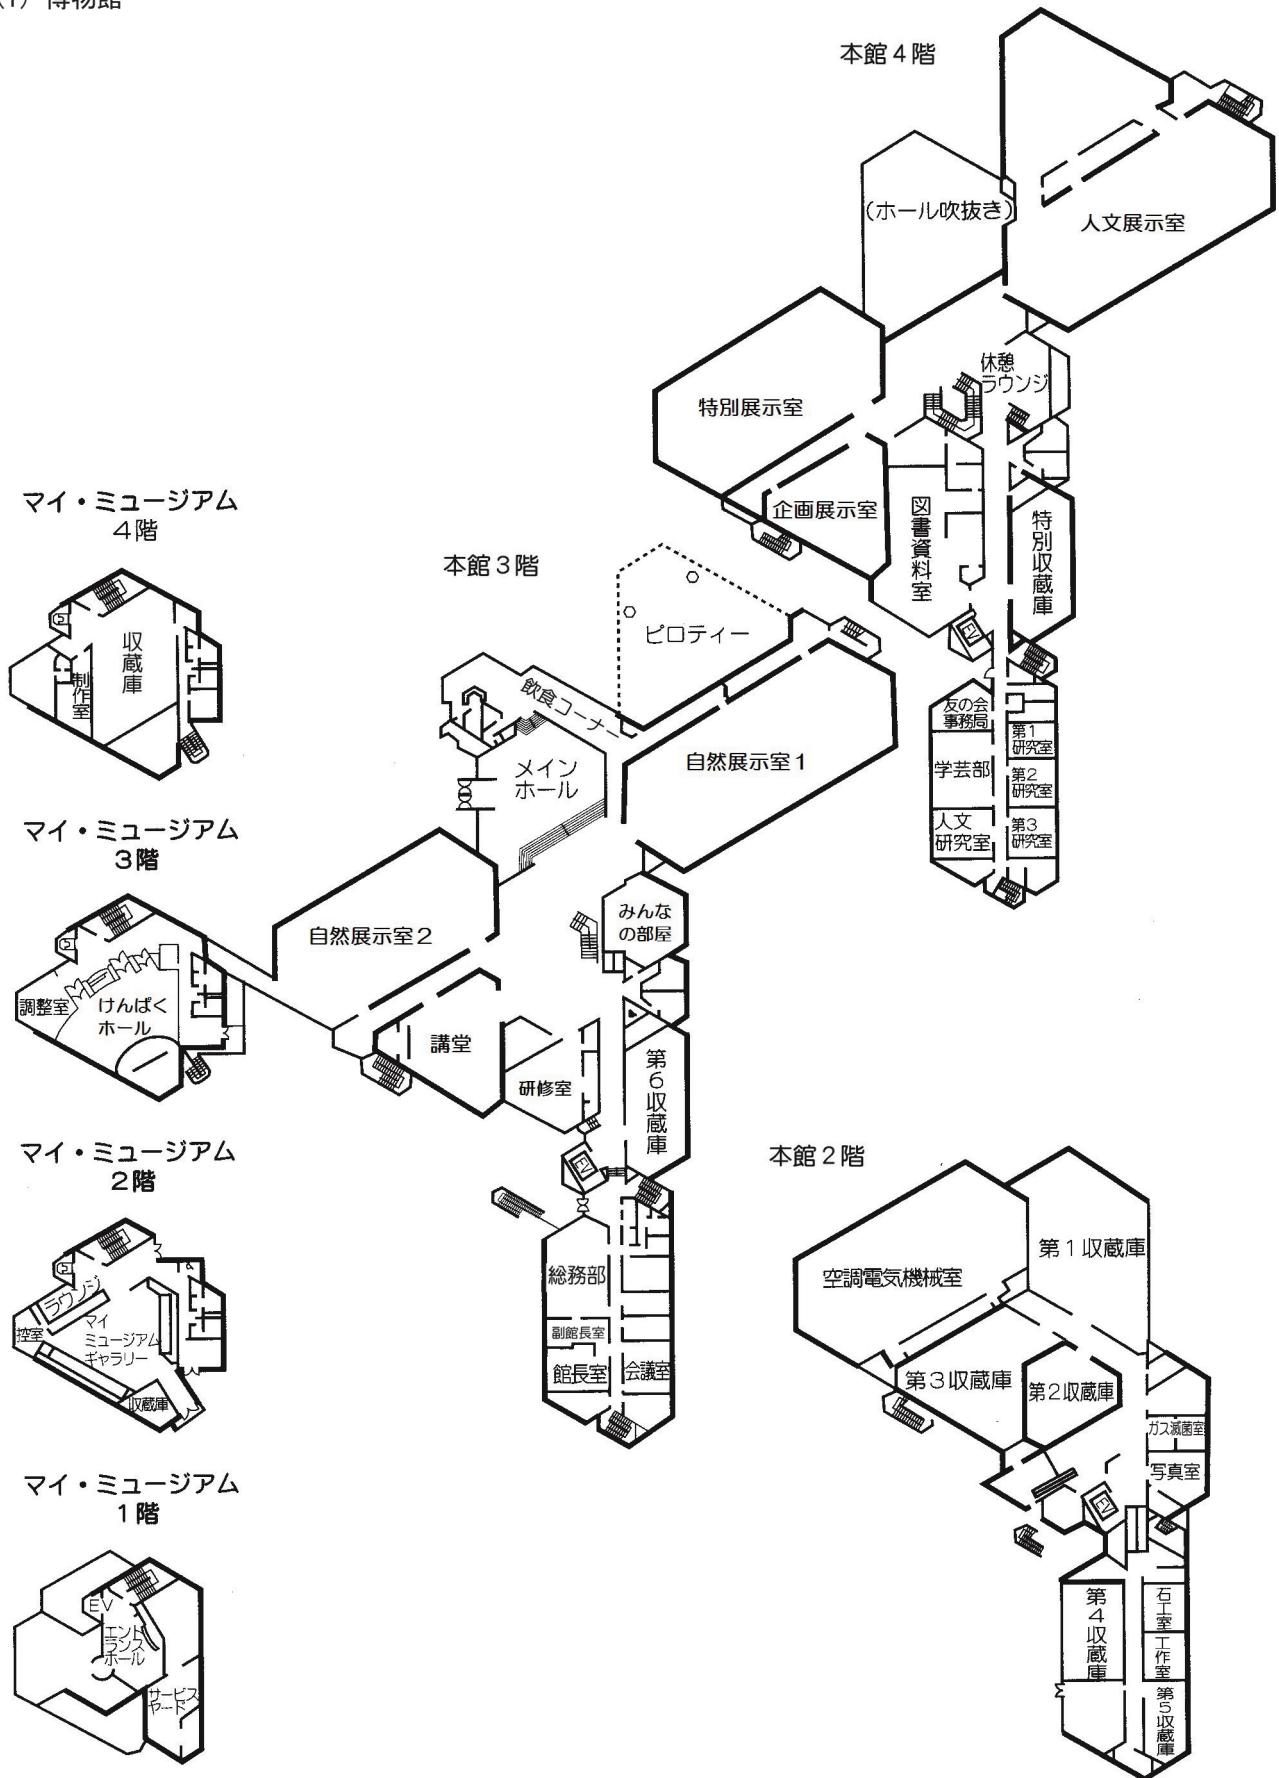 (1) 博物館
本館4階
(ホール吹抜き)
人文展示室
休憩
ラウンジ
特別展示室
企画展示室
図書資料室
特別収蔵庫
EV
友の会
事務局
第1
研究室
学芸部
第2
研究室
人文
研究室
第3
研究室
本館3階
ピロティー
飲食コーナー
メイン
ホール
自然展示室1
自然展示室2
みんな
の部屋
講堂
研修室
第6収蔵庫
EV
総務部
副館長室
館長室
会議室
本館2階
第1収蔵庫
空調電気機械室
第3収蔵庫
第2収蔵庫
ガス滅菌室
写真室
EV
第4収蔵庫
石工室
工作室
第5収蔵庫
マイ・ミュージアム
4階
収蔵庫
制作室
マイ・ミュージアム
3階
調整室
けんぱく
ホール
マイ・ミュージアム
2階
ラウンジ
控室
マイ
ミュージアム
ギャラリー
収蔵庫
マイ・ミュージアム
1階
EV
エント
ランス
ホール
サービス
ヤード